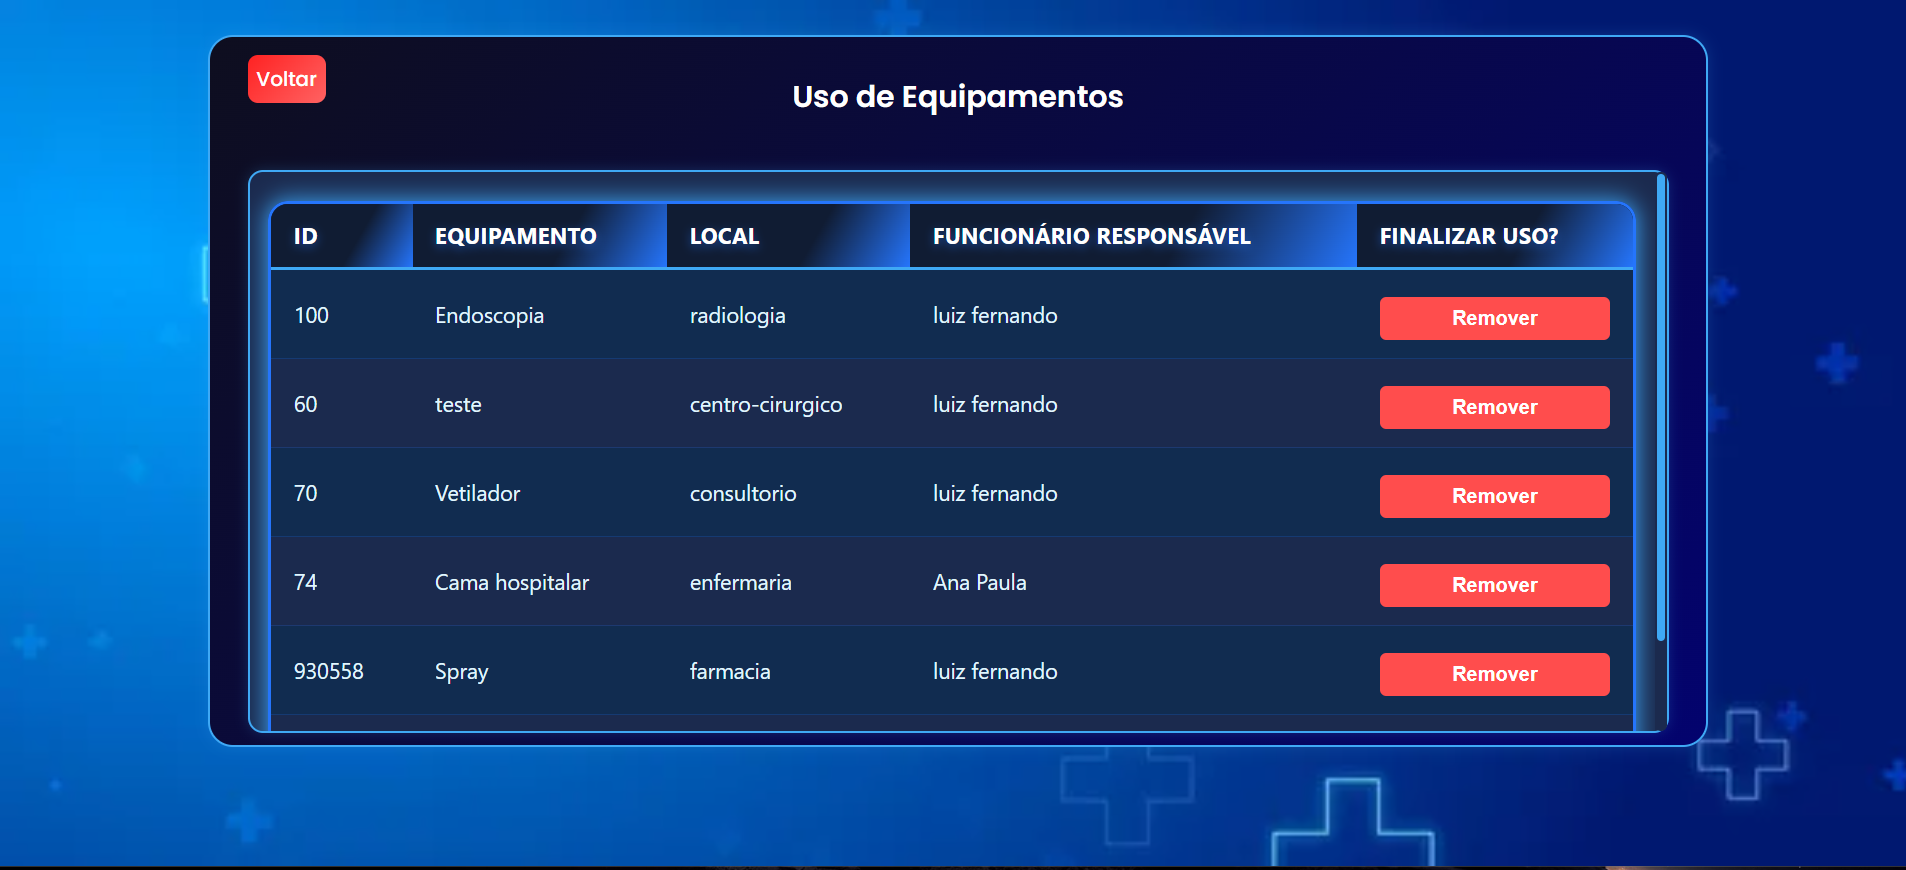 Voltar
Uso de Equipamentos
ID EQUIPAMENTO LOCAL FUNCIONÁRIO RESPONSÁVEL FINALIZAR USO?
100 Endoscopia radiologia luiz fernando Remover
60 teste centro-cirurgico luiz fernando Remover
70 Vetilador consultorio luiz fernando Remover
74 Cama hospitalar enfermaria Ana Paula Remover
930558 Spray farmacia luiz fernando Remover